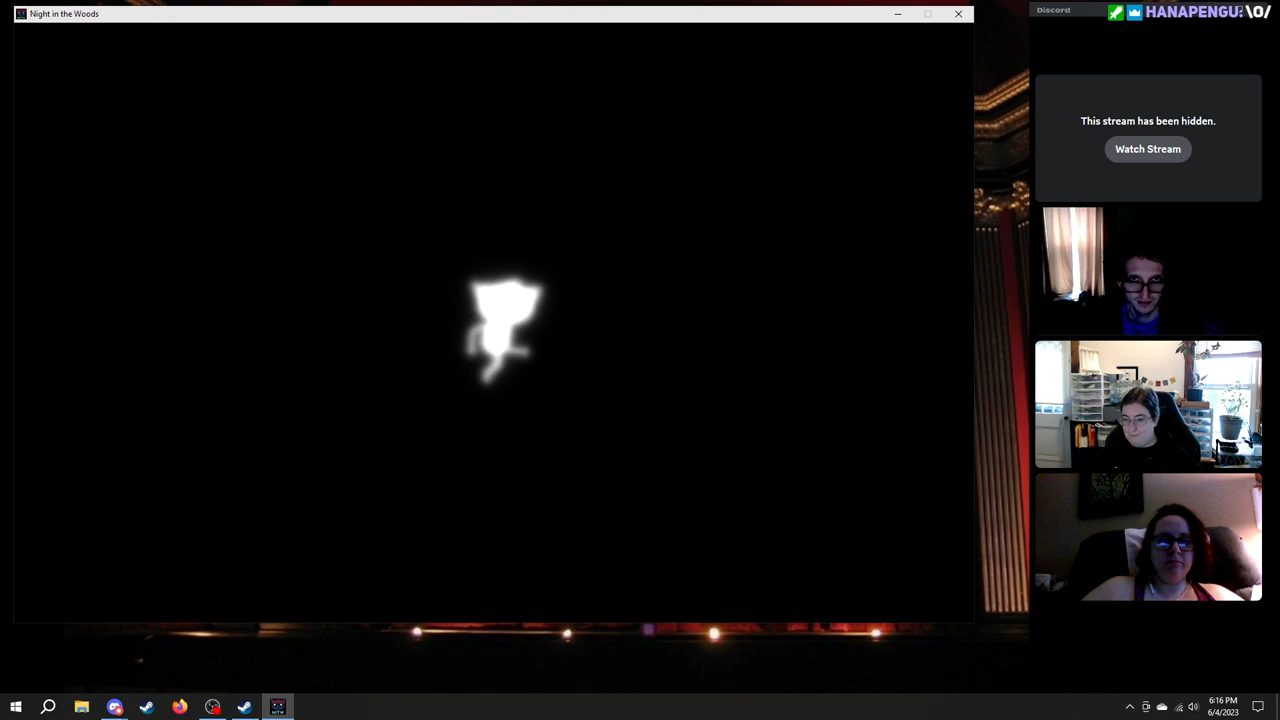 Night in the Woods
Discord
HANAPENGU!\O/
This stream has been hidden.
Watch Stream
6:16 PM
6/4/2023